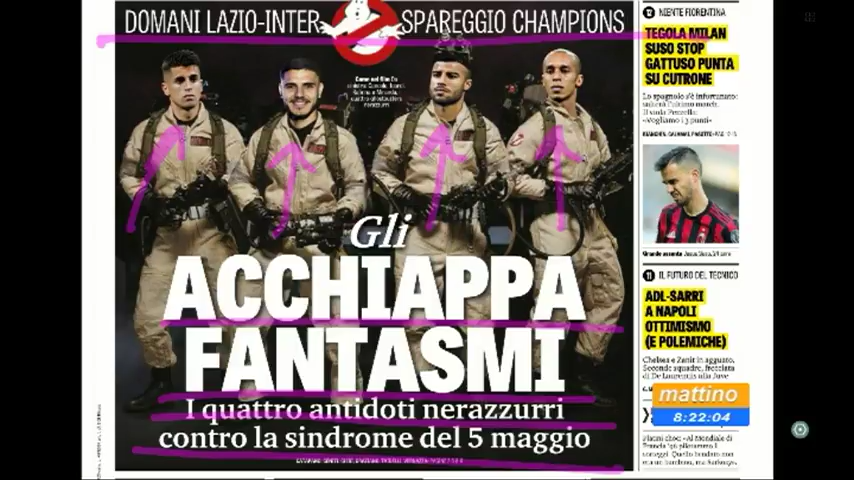 DOMANI LAZIO-INTER SPAREGGIO CHAMPIONS
Gli
ACCHIAPPA
FANTASMI
I quattro antidoti nerazzurri
contro la sindrome del 5 maggio
NIENTE FIORENTINA
TEGOLA MILAN
SUSO STOP
GATTUSO PUNTA
SU CUTRONE
Lo spagnolo s'è infortunato:
salterà l'ultimo match.
Il viola Pezzella:
«Vogliamo i 3 punti»
Grande assente
IL FUTURO DEL TECNICO
ADL-SARRI
A NAPOLI
OTTIMISMO
(E POLEMICHE)
Chelsea e Zenit in agguato.
Seconde squadre, frecciata
di De Laurentiis alla Juve
mattino
8:22:04